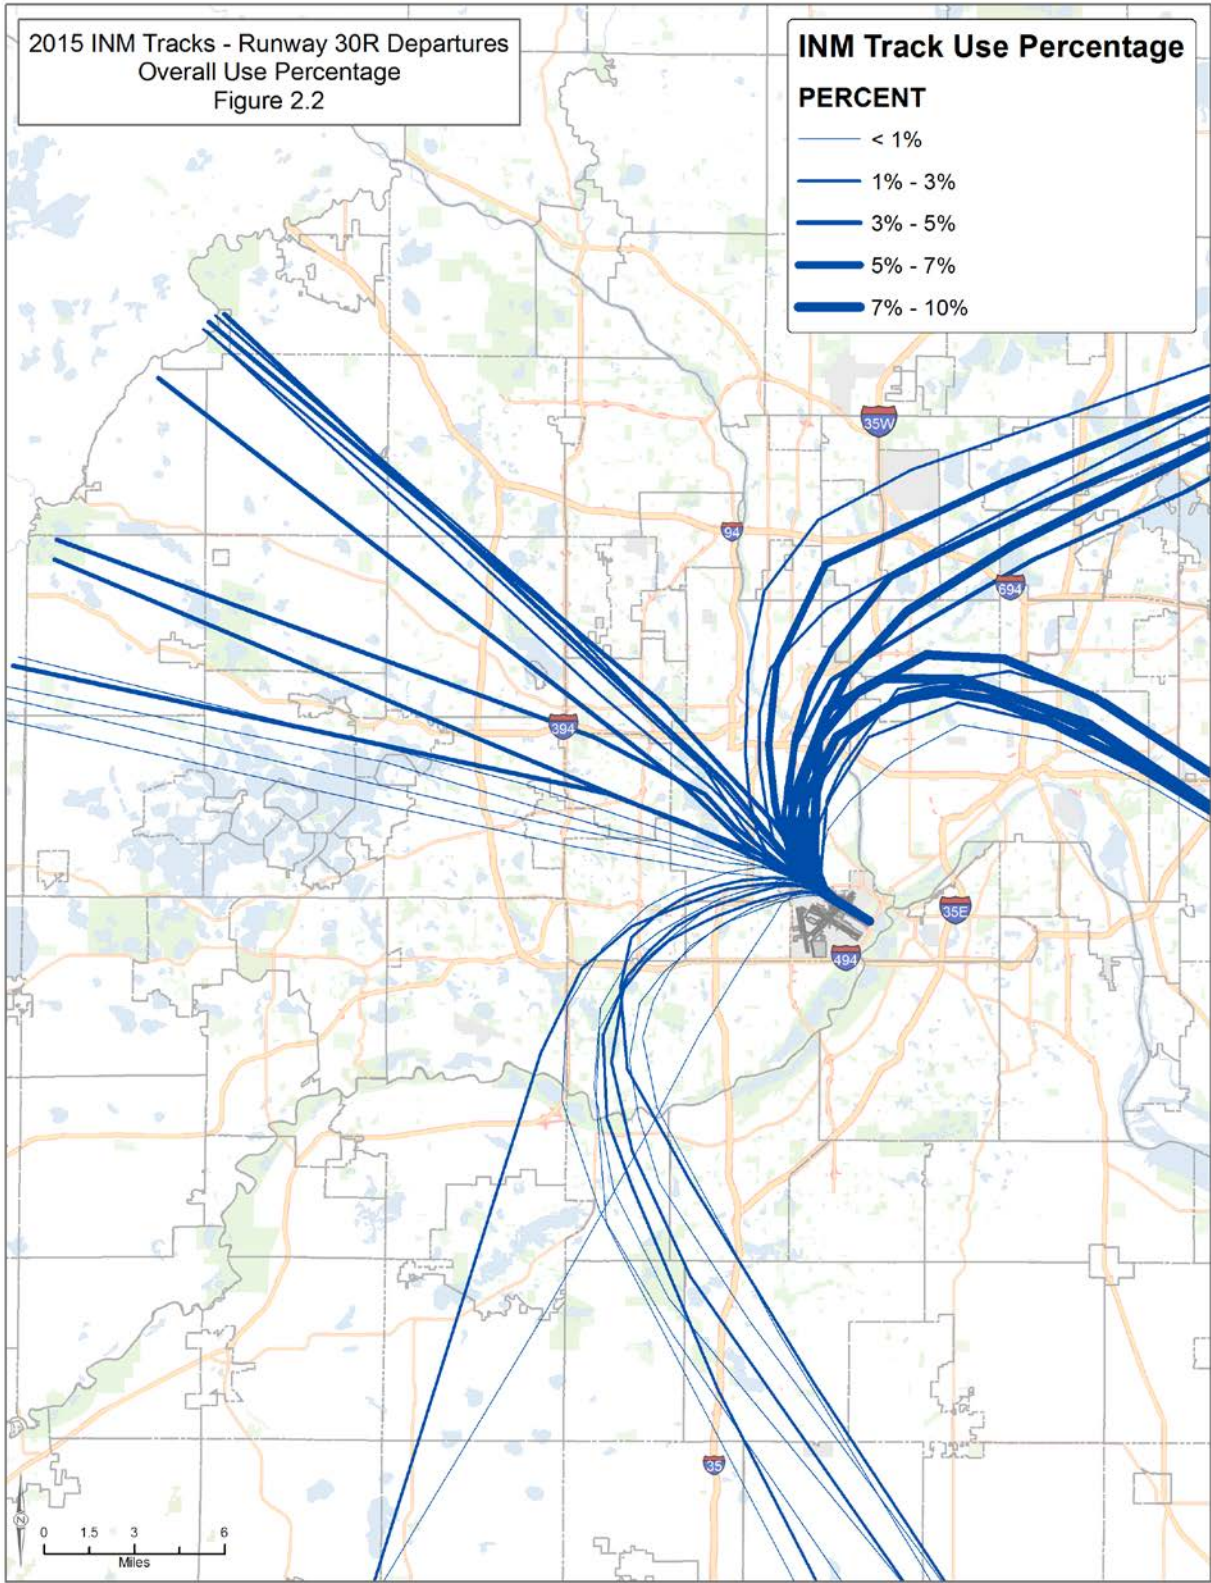 2015 INM Tracks - Runway 30R Departures
Overall Use Percentage
Figure 2.2
INM Track Use Percentage
PERCENT
< 1%
1% - 3%
3% - 5%
5% - 7%
7% - 10%
35W
94
694
394
35E
494
35
N
0 1.5 3 6
Miles